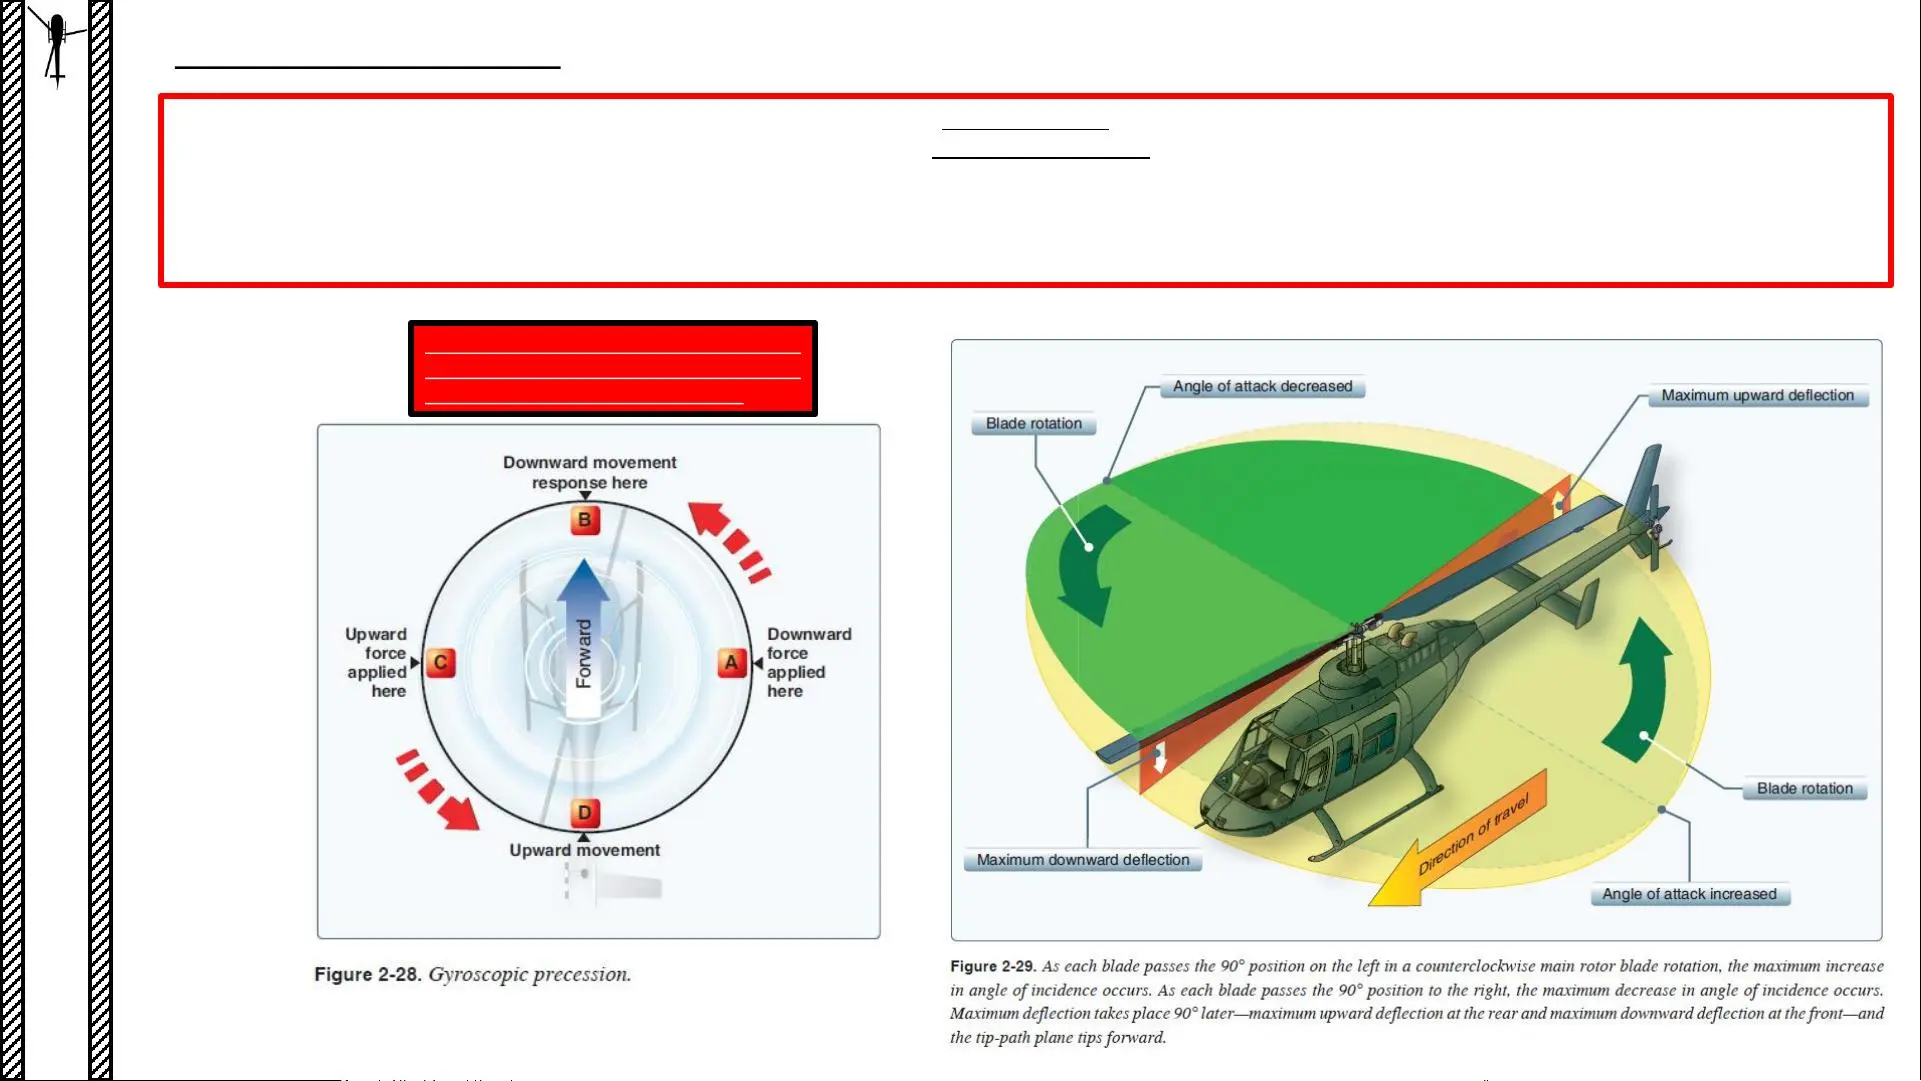 Angle of attack decreased
Maximum upward deflection
Blade rotation
Downward movement
response here
B
Upward
force
applied
here
C
Forward
A
Downward
force
applied
here
D
Upward movement
Blade rotation
Maximum downward deflection
Direction of travel
Angle of attack increased
Figure 2-28. Gyroscopic precession.
Figure 2-29. As each blade passes the 90° position on the left in a counterclockwise main rotor blade rotation, the maximum increase
in angle of incidence occurs. As each blade passes the 90° position to the right, the maximum decrease in angle of incidence occurs.
Maximum deflection takes place 90° later—maximum upward deflection at the rear and maximum downward deflection at the front—and
the tip-path plane tips forward.